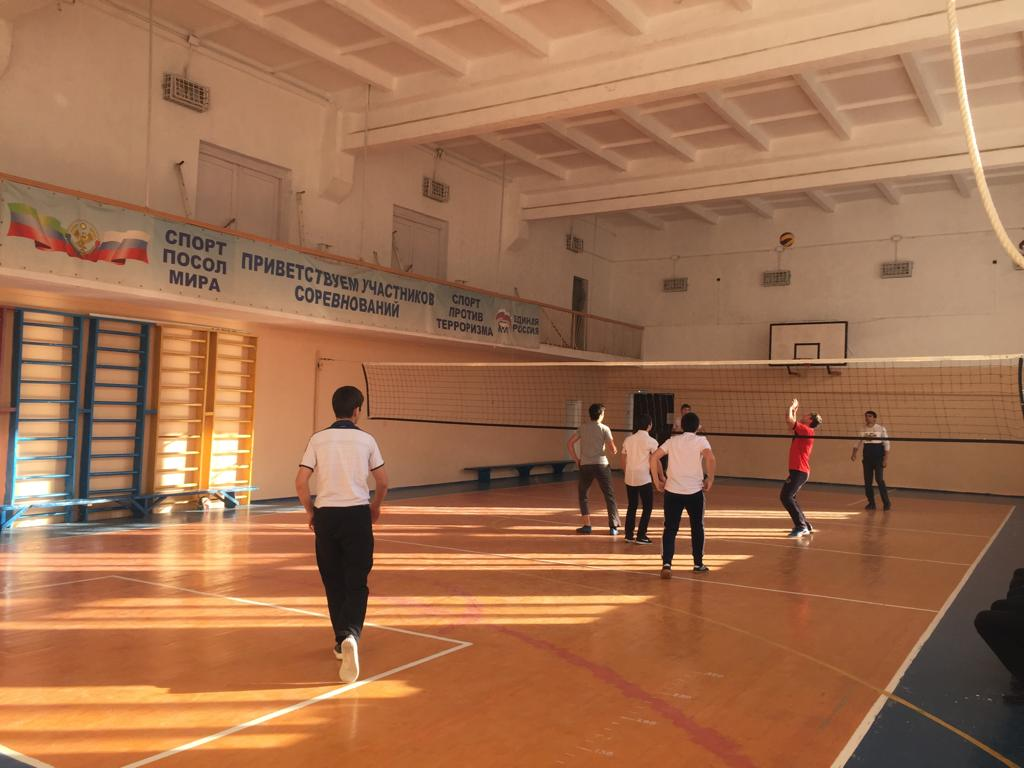 СПОРТ
ПОСОЛ
МИРА
ПРИВЕТСТВУЕМ УЧАСТНИКОВ
СОРЕВНОВАНИЙ
СПОРТ
ПРОТИВ
ТЕРРОРИЗМА
ЕДИНАЯ
РОССИЯ